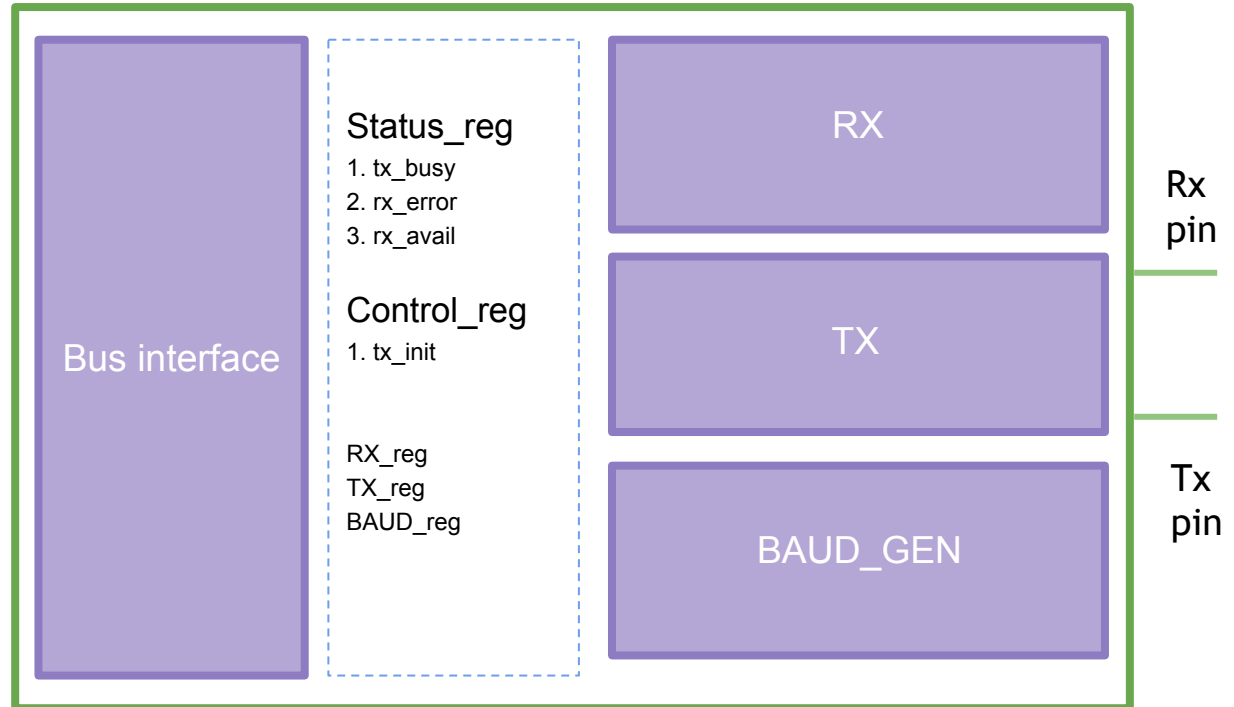 Bus interface
Status_reg
1. tx_busy
2. rx_error
3. rx_avail
Control_reg
1. tx_init
RX_reg
TX_reg
BAUD_reg
RX
TX
BAUD_GEN
Rx
pin
Tx
pin